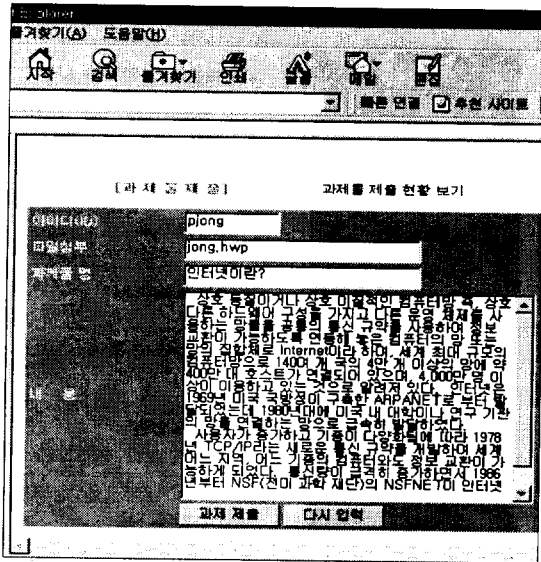 Explorer
즐겨찾기(A) 도움말(H)
시작 검색 즐겨찾기 인쇄 글꼴 메일 편집
빠른 연결 추천 사이트
[과 제 물 제 출] 과제물 제출 현황 보기
아이디(ID) pjong
파일첨부 jong.hwp
과제물 명 인터넷이란?
상호 동질이거나 상호 이질적인 컴퓨터망 즉, 상호
다른 하드웨어 구성을 가지고 다른 운영 체제를 사
용하는 망들을 공통의 통신 규약을 사용하여 정보
교환이 가능하도록 연동해 놓은 컴퓨터의 망 또는
망의 집합체로 Internet이라 하며, 세계 최대 규모의
컴퓨터망으로 140여 개 국의 4만 개 이상의 망에 약
400만 대 호스트가 연결되어 있으며 4,000만 명 이
상이 이용하고 있는 것으로 알려져 있다. 인터넷은
1969년 미국 국방성이 구축한 ARPANET로 부터 발
달되었는데 1980년대에 미국 내 대학이나 연구 기관
의 망을 연결하는 망으로 급속히 발달하였다.
내 용
사용자가 증가하고 기종이 다양화됨에 따라 1978
년 TCP/IP라는 새로운 통신 규약을 개발하여 세계
어느 지역 어느 기종의 컴퓨터와도 정보 교환이 가
능하게 되었다. 통신량이 급격히 증가하면서 1986
년부터 NSF(전미 과학 재단)의 NSFNET이 인터넷
과제 제출 다시 입력